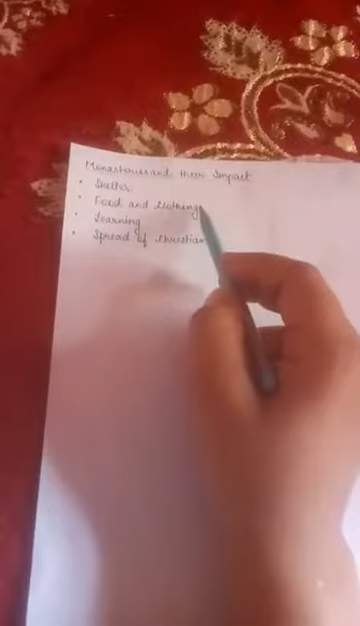 Monasteries and their Impact
• Shelter
• Food and Clothing
• Learning
• Spread of Christian